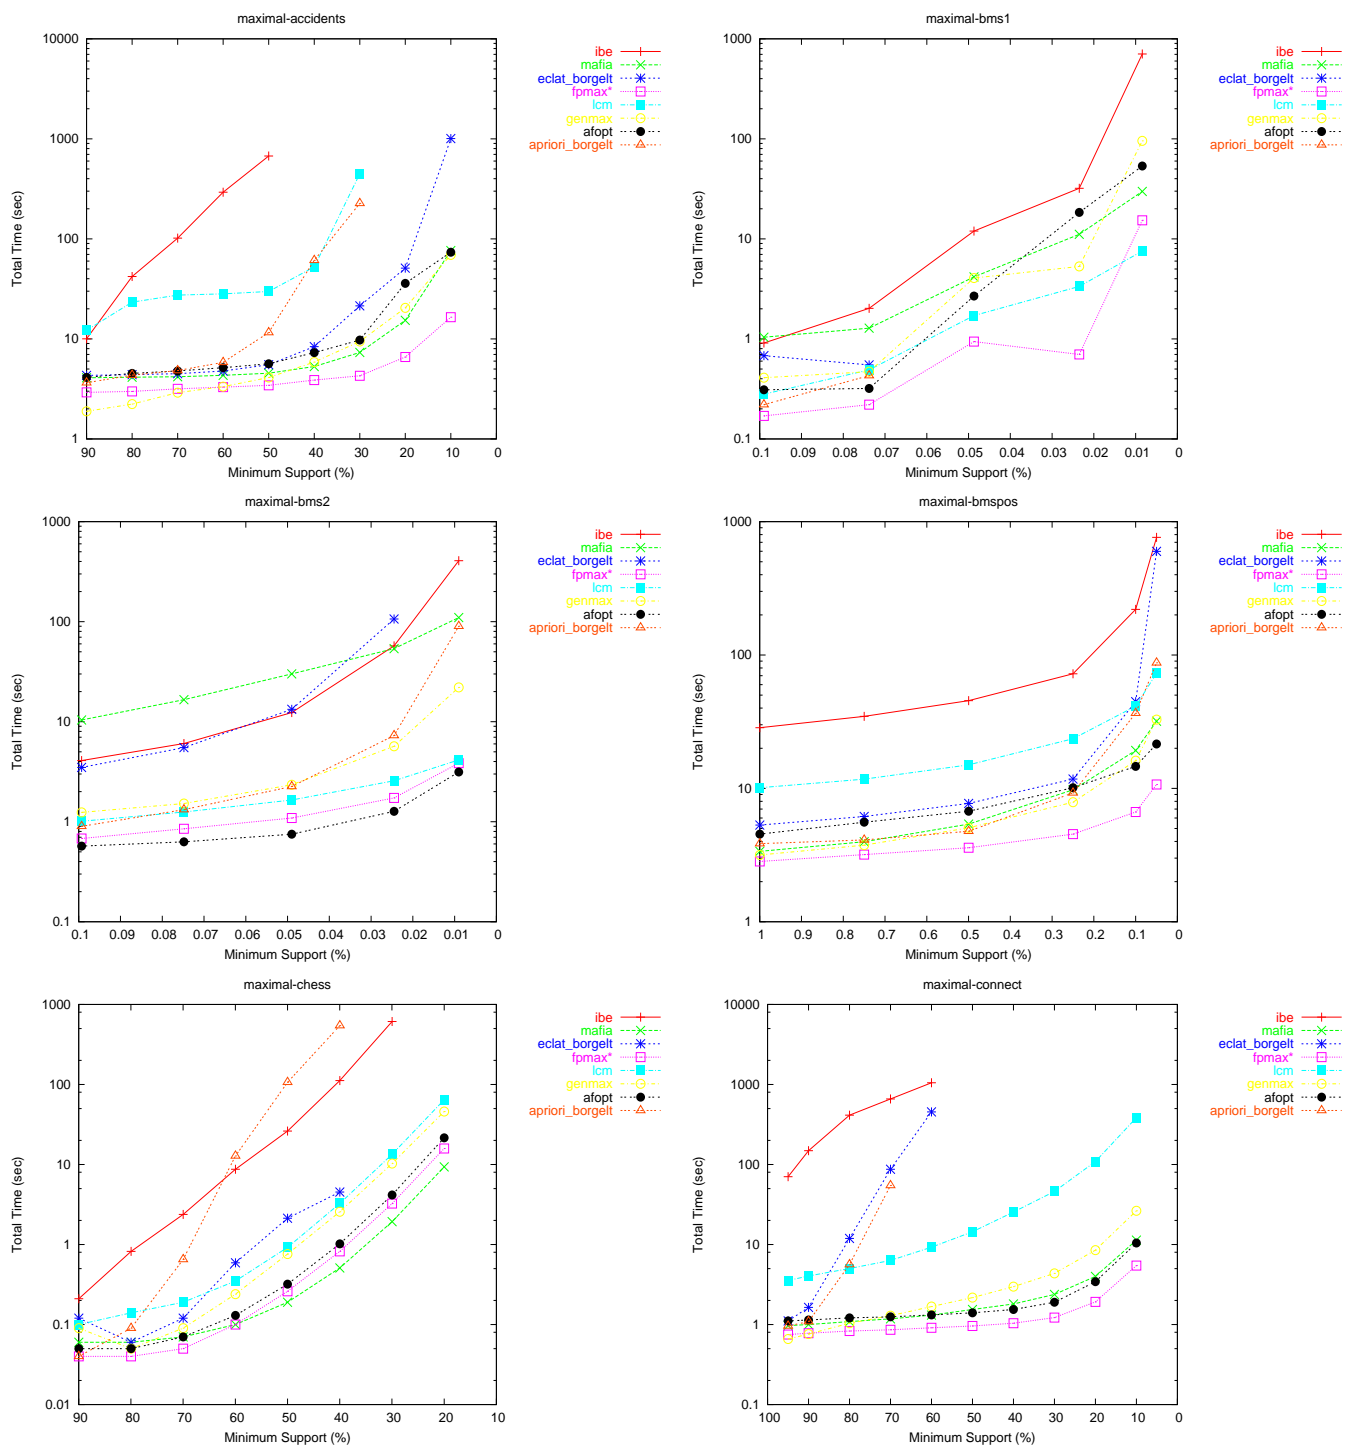 maximal-accidents
10000
1000
100
10
1
Total Time (sec)
90 80 70 60 50 40 30 20 10 0
Minimum Support (%)
ibe
mafia
eclat_borgelt
fpmax*
lcm
genmax
afopt
apriori_borgelt
maximal-bms1
1000
100
10
1
0.1
Total Time (sec)
0.1 0.09 0.08 0.07 0.06 0.05 0.04 0.03 0.02 0.01 0
Minimum Support (%)
ibe
mafia
eclat_borgelt
fpmax*
lcm
genmax
afopt
apriori_borgelt
maximal-bms2
1000
100
10
1
0.1
Total Time (sec)
0.1 0.09 0.08 0.07 0.06 0.05 0.04 0.03 0.02 0.01 0
Minimum Support (%)
ibe
mafia
eclat_borgelt
fpmax*
lcm
genmax
afopt
apriori_borgelt
maximal-bmspos
1000
100
10
1
Total Time (sec)
1 0.9 0.8 0.7 0.6 0.5 0.4 0.3 0.2 0.1 0
Minimum Support (%)
ibe
mafia
eclat_borgelt
fpmax*
lcm
genmax
afopt
apriori_borgelt
maximal-chess
1000
100
10
1
0.1
0.01
Total Time (sec)
90 80 70 60 50 40 30 20 10
Minimum Support (%)
ibe
mafia
eclat_borgelt
fpmax*
lcm
genmax
afopt
apriori_borgelt
maximal-connect
10000
1000
100
10
1
0.1
Total Time (sec)
100 90 80 70 60 50 40 30 20 10 0
Minimum Support (%)
ibe
mafia
eclat_borgelt
fpmax*
lcm
genmax
afopt
apriori_borgelt